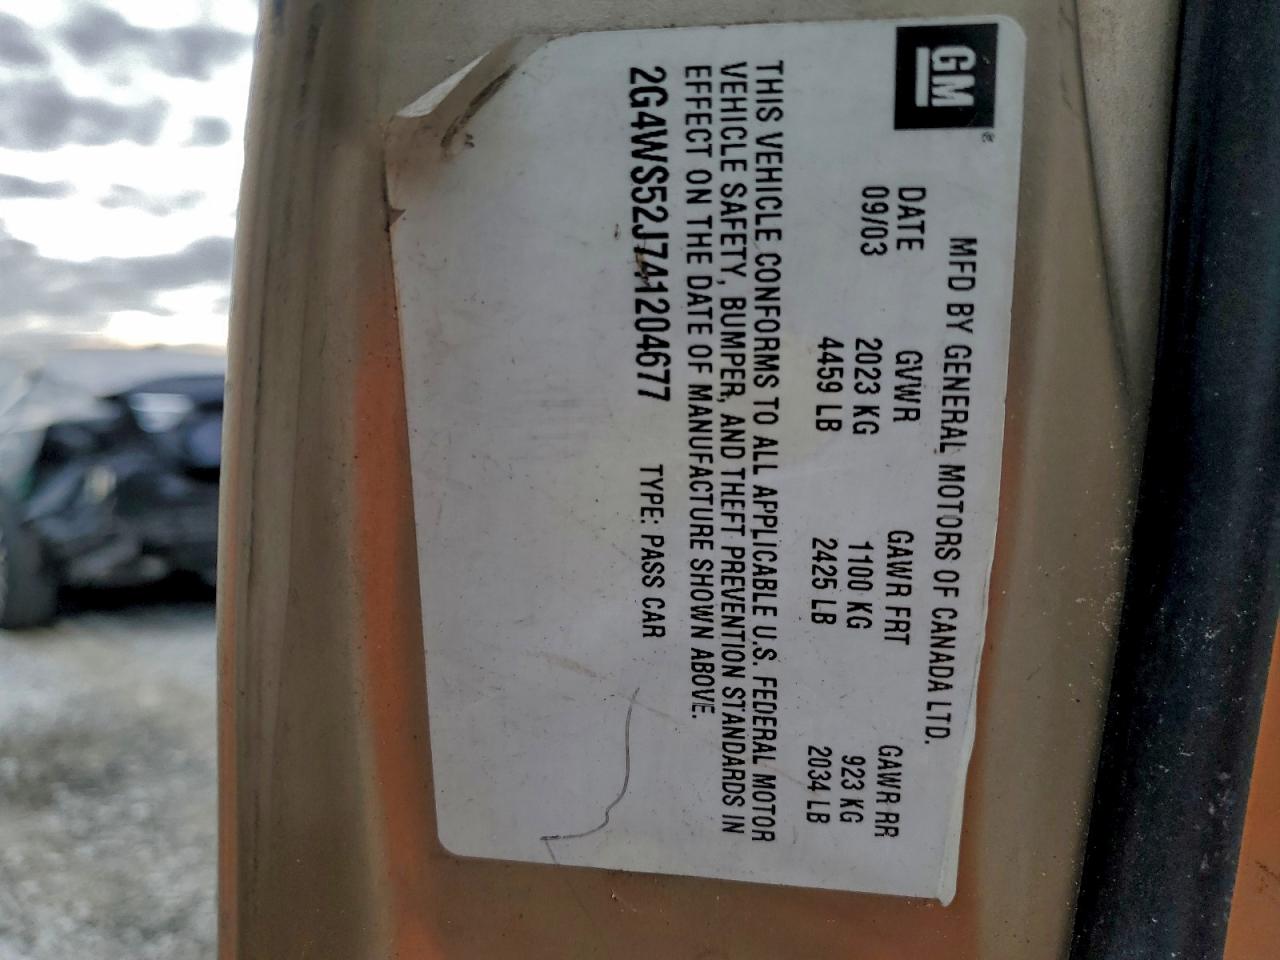 GM
MFD BY GENERAL MOTORS OF CANADA LTD.
DATE GVWR GAWR FRT GAWR RR
09/03 2023 KG 1100 KG 923 KG
4459 LB 2425 LB 2034 LB
THIS VEHICLE CONFORMS TO ALL APPLICABLE U.S. FEDERAL MOTOR
VEHICLE SAFETY, BUMPER, AND THEFT PREVENTION STANDARDS IN
EFFECT ON THE DATE OF MANUFACTURE SHOWN ABOVE.
2G4WS52J741204677 TYPE: PASS CAR